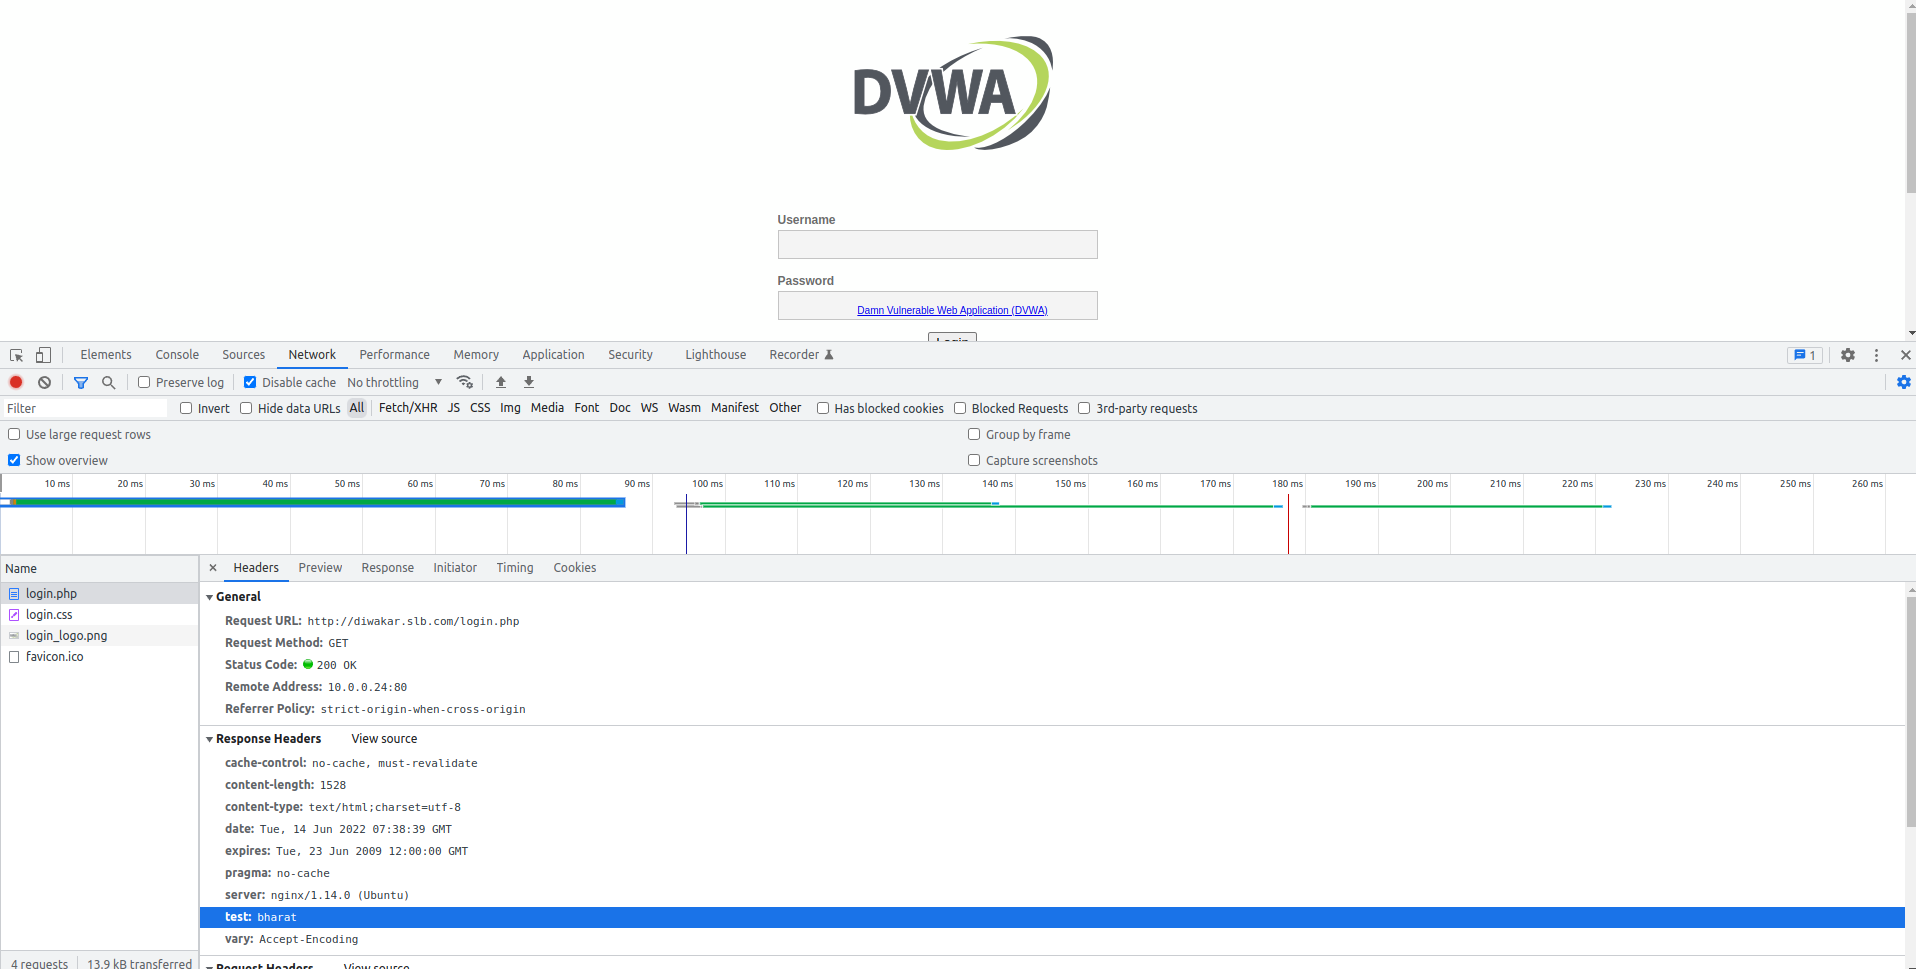 DVWA
Username
Password
Damn Vulnerable Web Application (DVWA)
Login
Elements Console Sources Network Performance Memory Application Security Lighthouse Recorder 1
Preserve log Disable cache No throttling
Filter Invert Hide data URLs All Fetch/XHR JS CSS Img Media Font Doc WS Wasm Manifest Other Has blocked cookies Blocked Requests 3rd-party requests
Use large request rows Group by frame
Show overview Capture screenshots
10 ms 20 ms 30 ms 40 ms 50 ms 60 ms 70 ms 80 ms 90 ms 100 ms 110 ms 120 ms 130 ms 140 ms 150 ms 160 ms 170 ms 180 ms 190 ms 200 ms 210 ms 220 ms 230 ms 240 ms 250 ms 260 ms
Name
login.php
login.css
login_logo.png
favicon.ico
4 requests 13.9 kB transferred
× Headers Preview Response Initiator Timing Cookies
General
Request URL: http://diwakar.slb.com/login.php
Request Method: GET
Status Code: 200 OK
Remote Address: 10.0.0.24:80
Referrer Policy: strict-origin-when-cross-origin
Response Headers View source
cache-control: no-cache, must-revalidate
content-length: 1528
content-type: text/html;charset=utf-8
date: Tue, 14 Jun 2022 07:38:39 GMT
expires: Tue, 23 Jun 2009 12:00:00 GMT
pragma: no-cache
server: nginx/1.14.0 (Ubuntu)
test: bharat
vary: Accept-Encoding
Request Headers View source